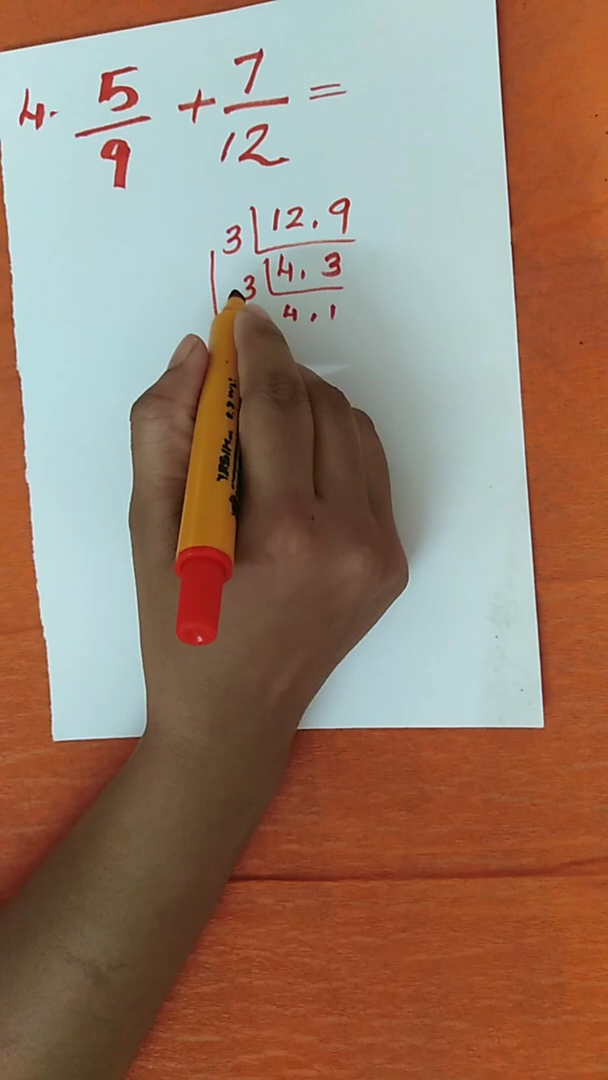 4. 5/9 + 7/12 =
3 | 12, 9
3 | 4, 3
4, 1